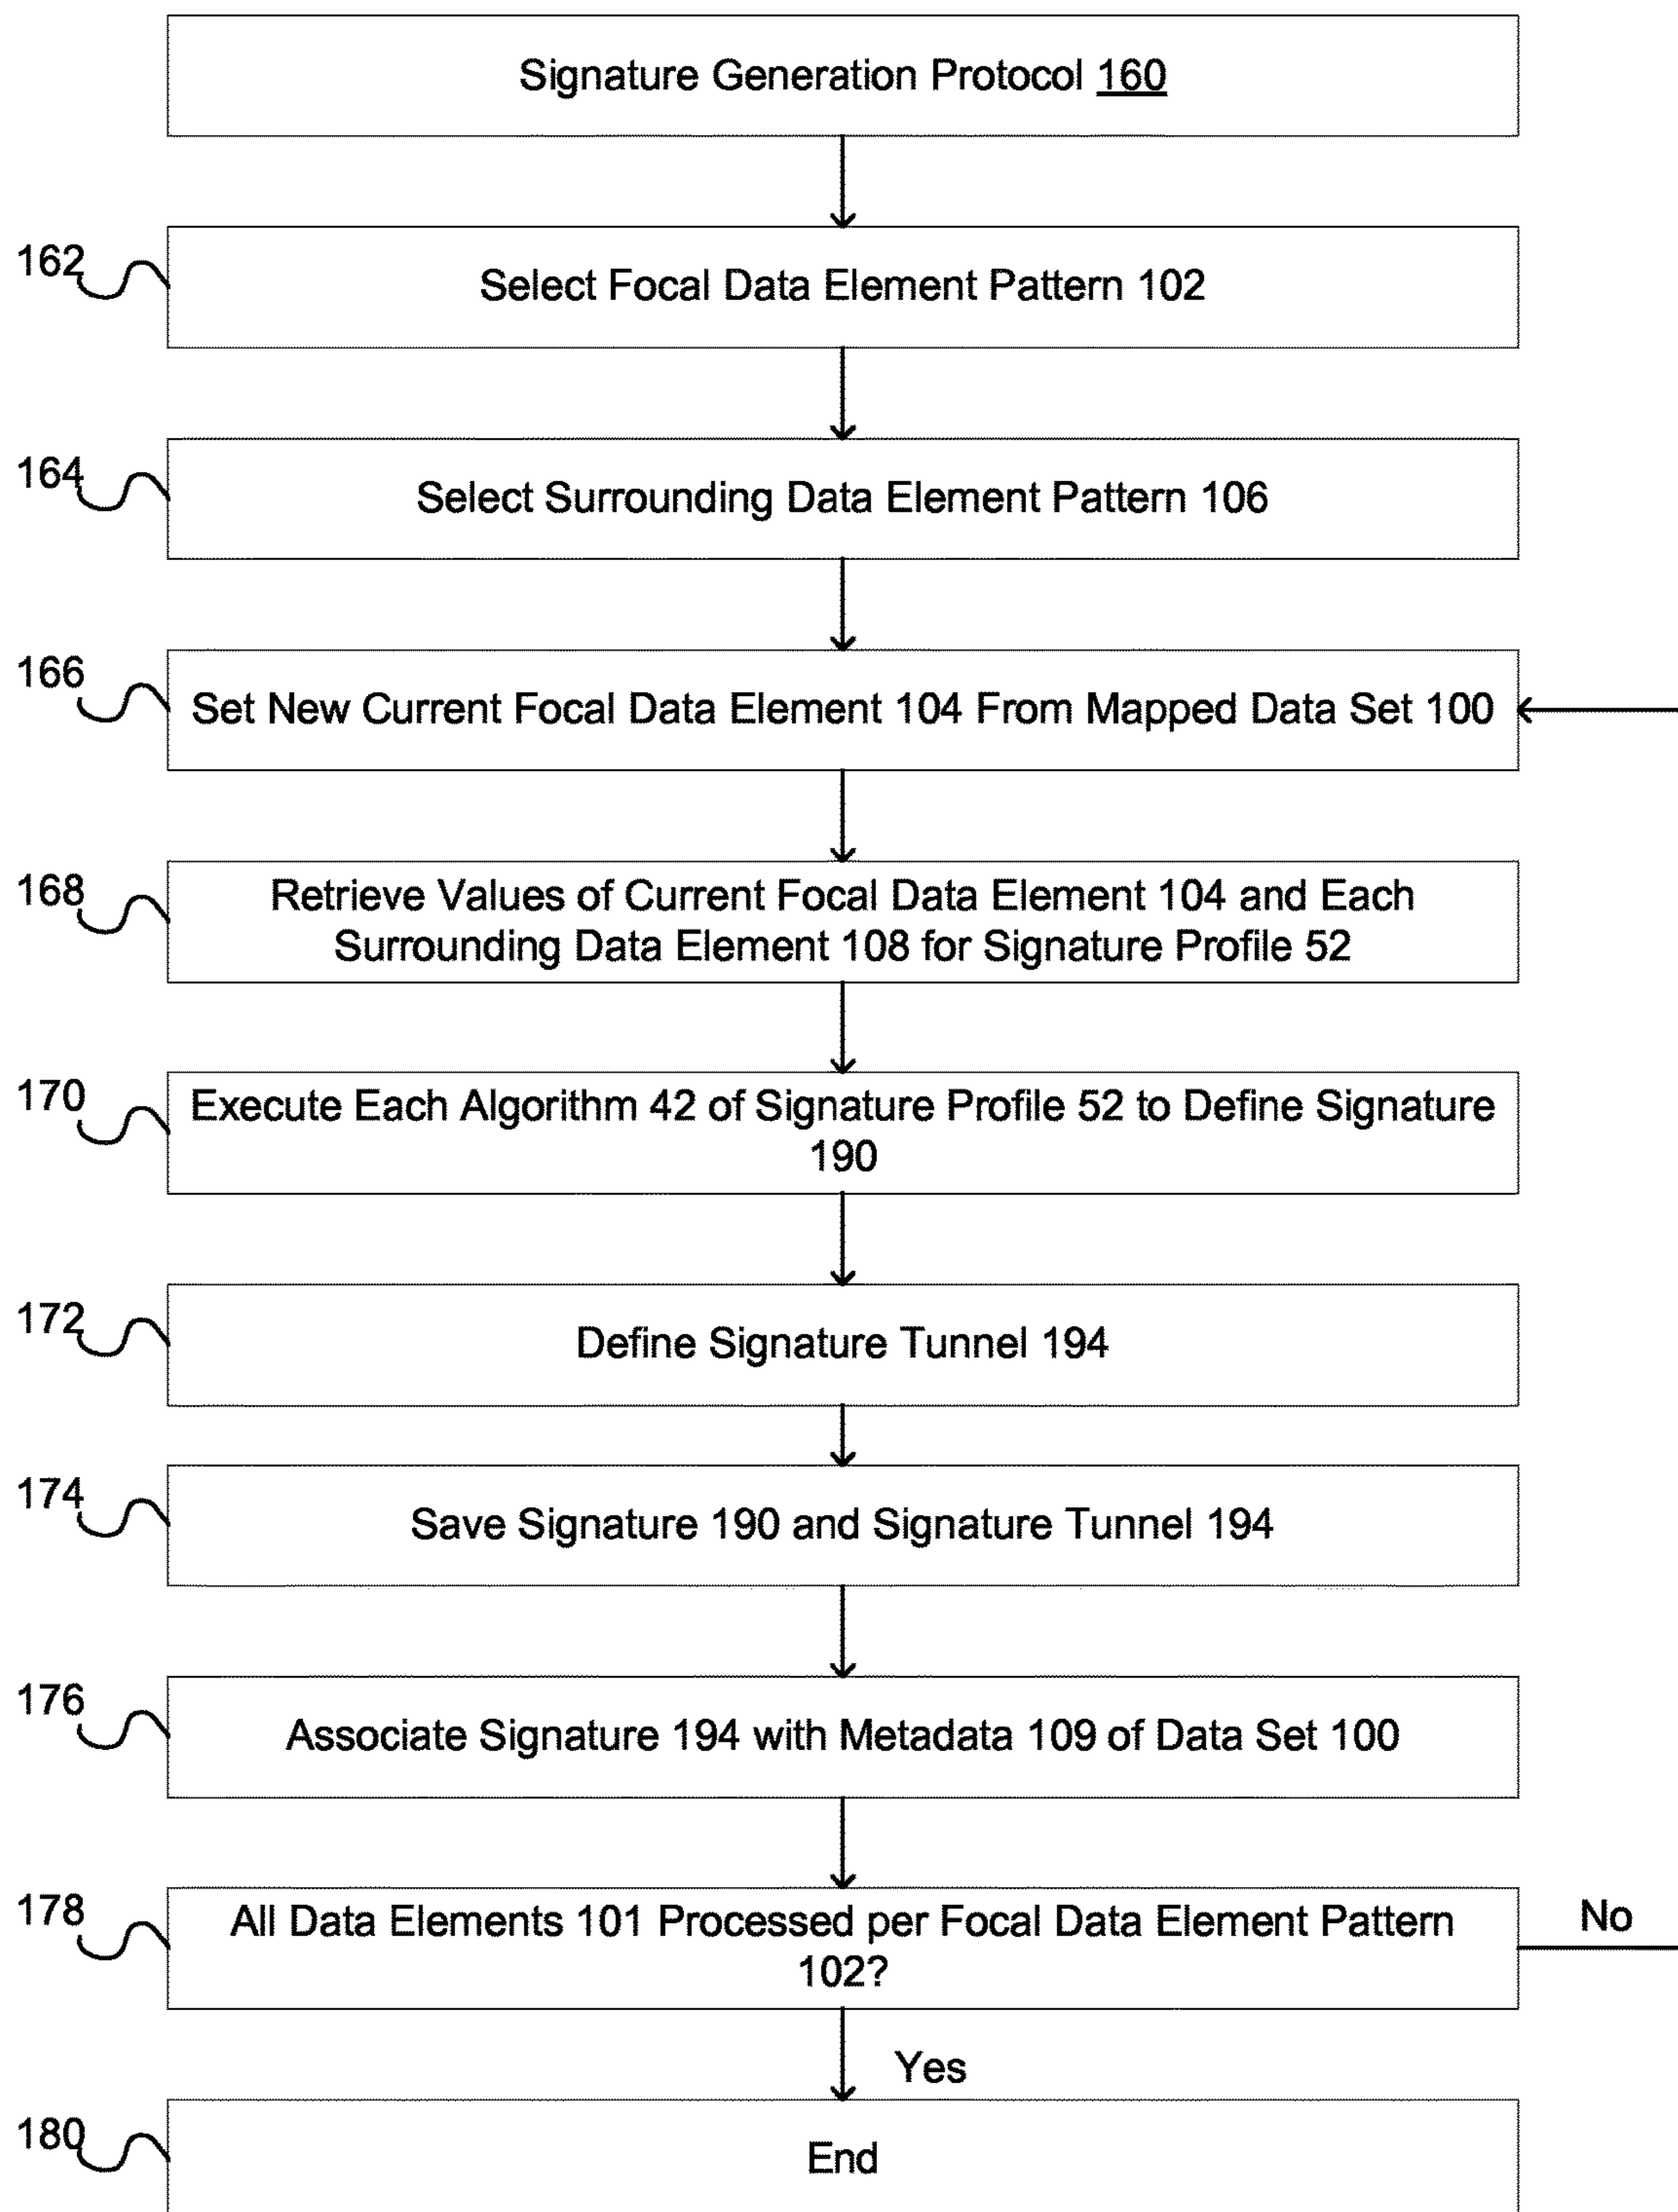 Signature Generation Protocol 160
162
Select Focal Data Element Pattern 102
164
Select Surrounding Data Element Pattern 106
166
Set New Current Focal Data Element 104 From Mapped Data Set 100
168
Retrieve Values of Current Focal Data Element 104 and Each
Surrounding Data Element 108 for Signature Profile 52
170
Execute Each Algorithm 42 of Signature Profile 52 to Define Signature
190
172
Define Signature Tunnel 194
174
Save Signature 190 and Signature Tunnel 194
176
Associate Signature 194 with Metadata 109 of Data Set 100
178
All Data Elements 101 Processed per Focal Data Element Pattern
102?
No
Yes
180
End